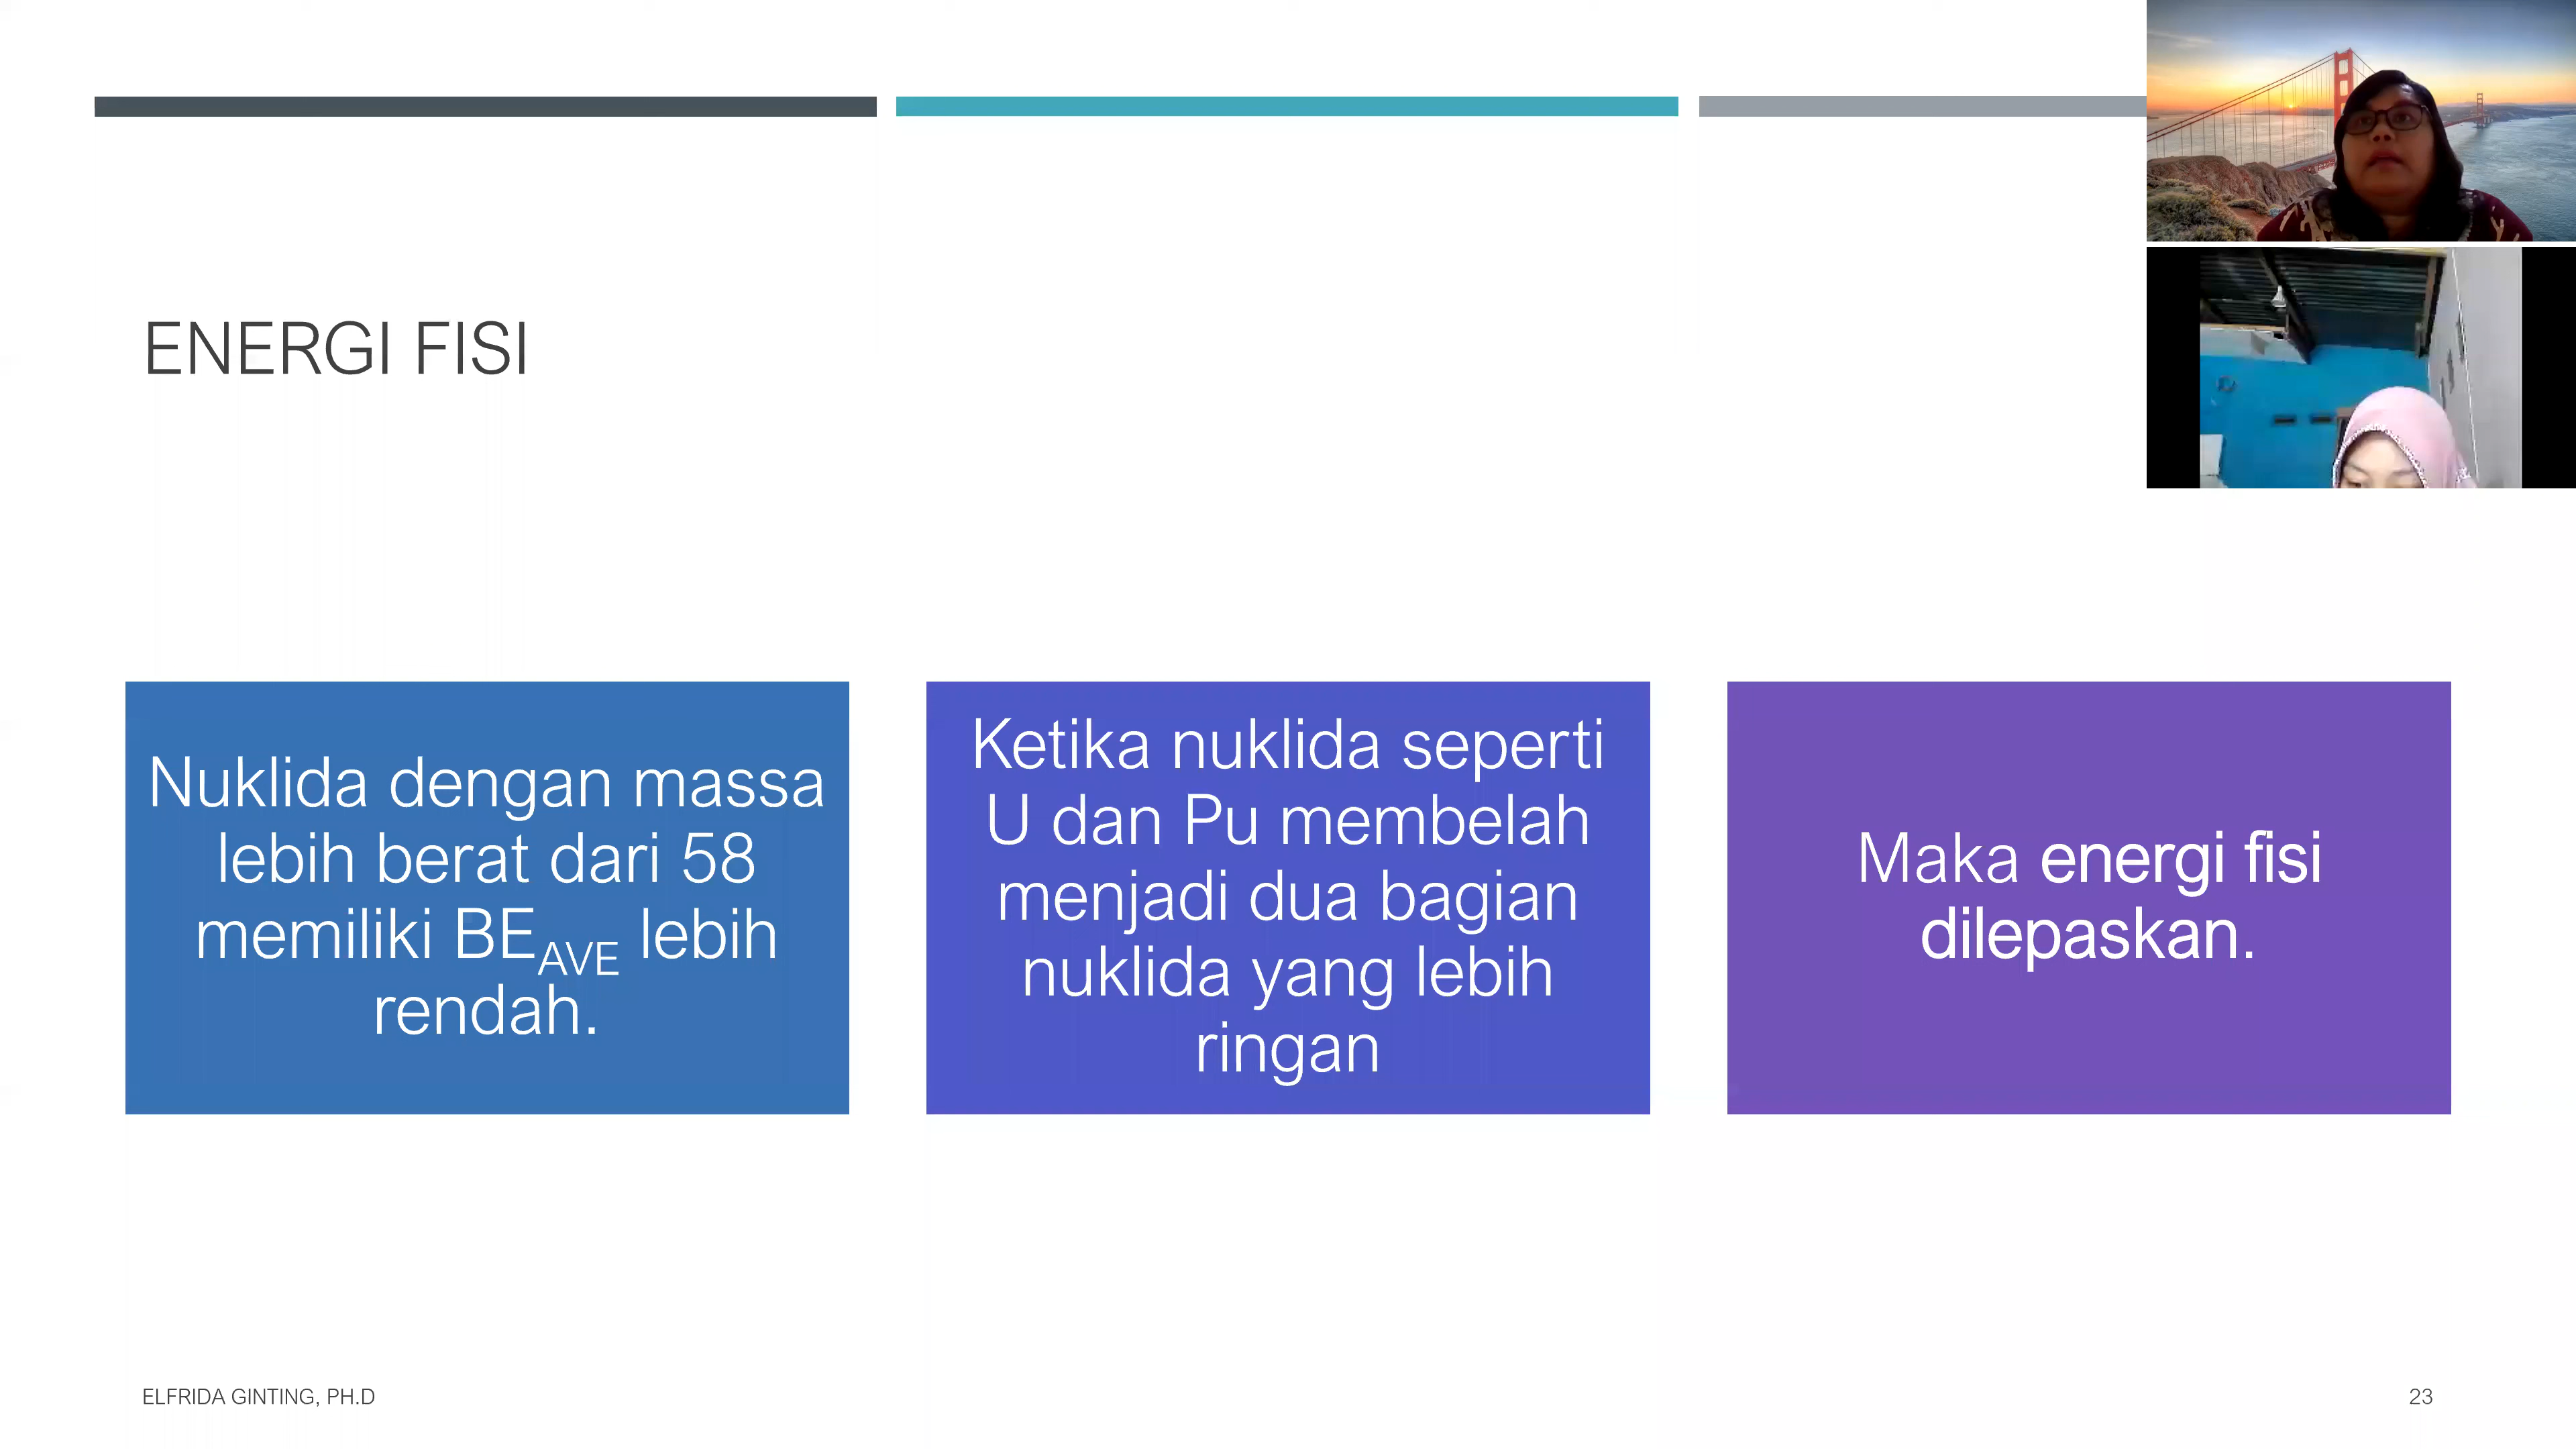 ENERGI FISI
Nuklida dengan massa
lebih berat dari 58
memiliki BEAVE lebih
rendah.
Ketika nuklida seperti
U dan Pu membelah
menjadi dua bagian
nuklida yang lebih
ringan
Maka energi fisi
dilepaskan.
ELFRIDA GINTING, PH.D
23